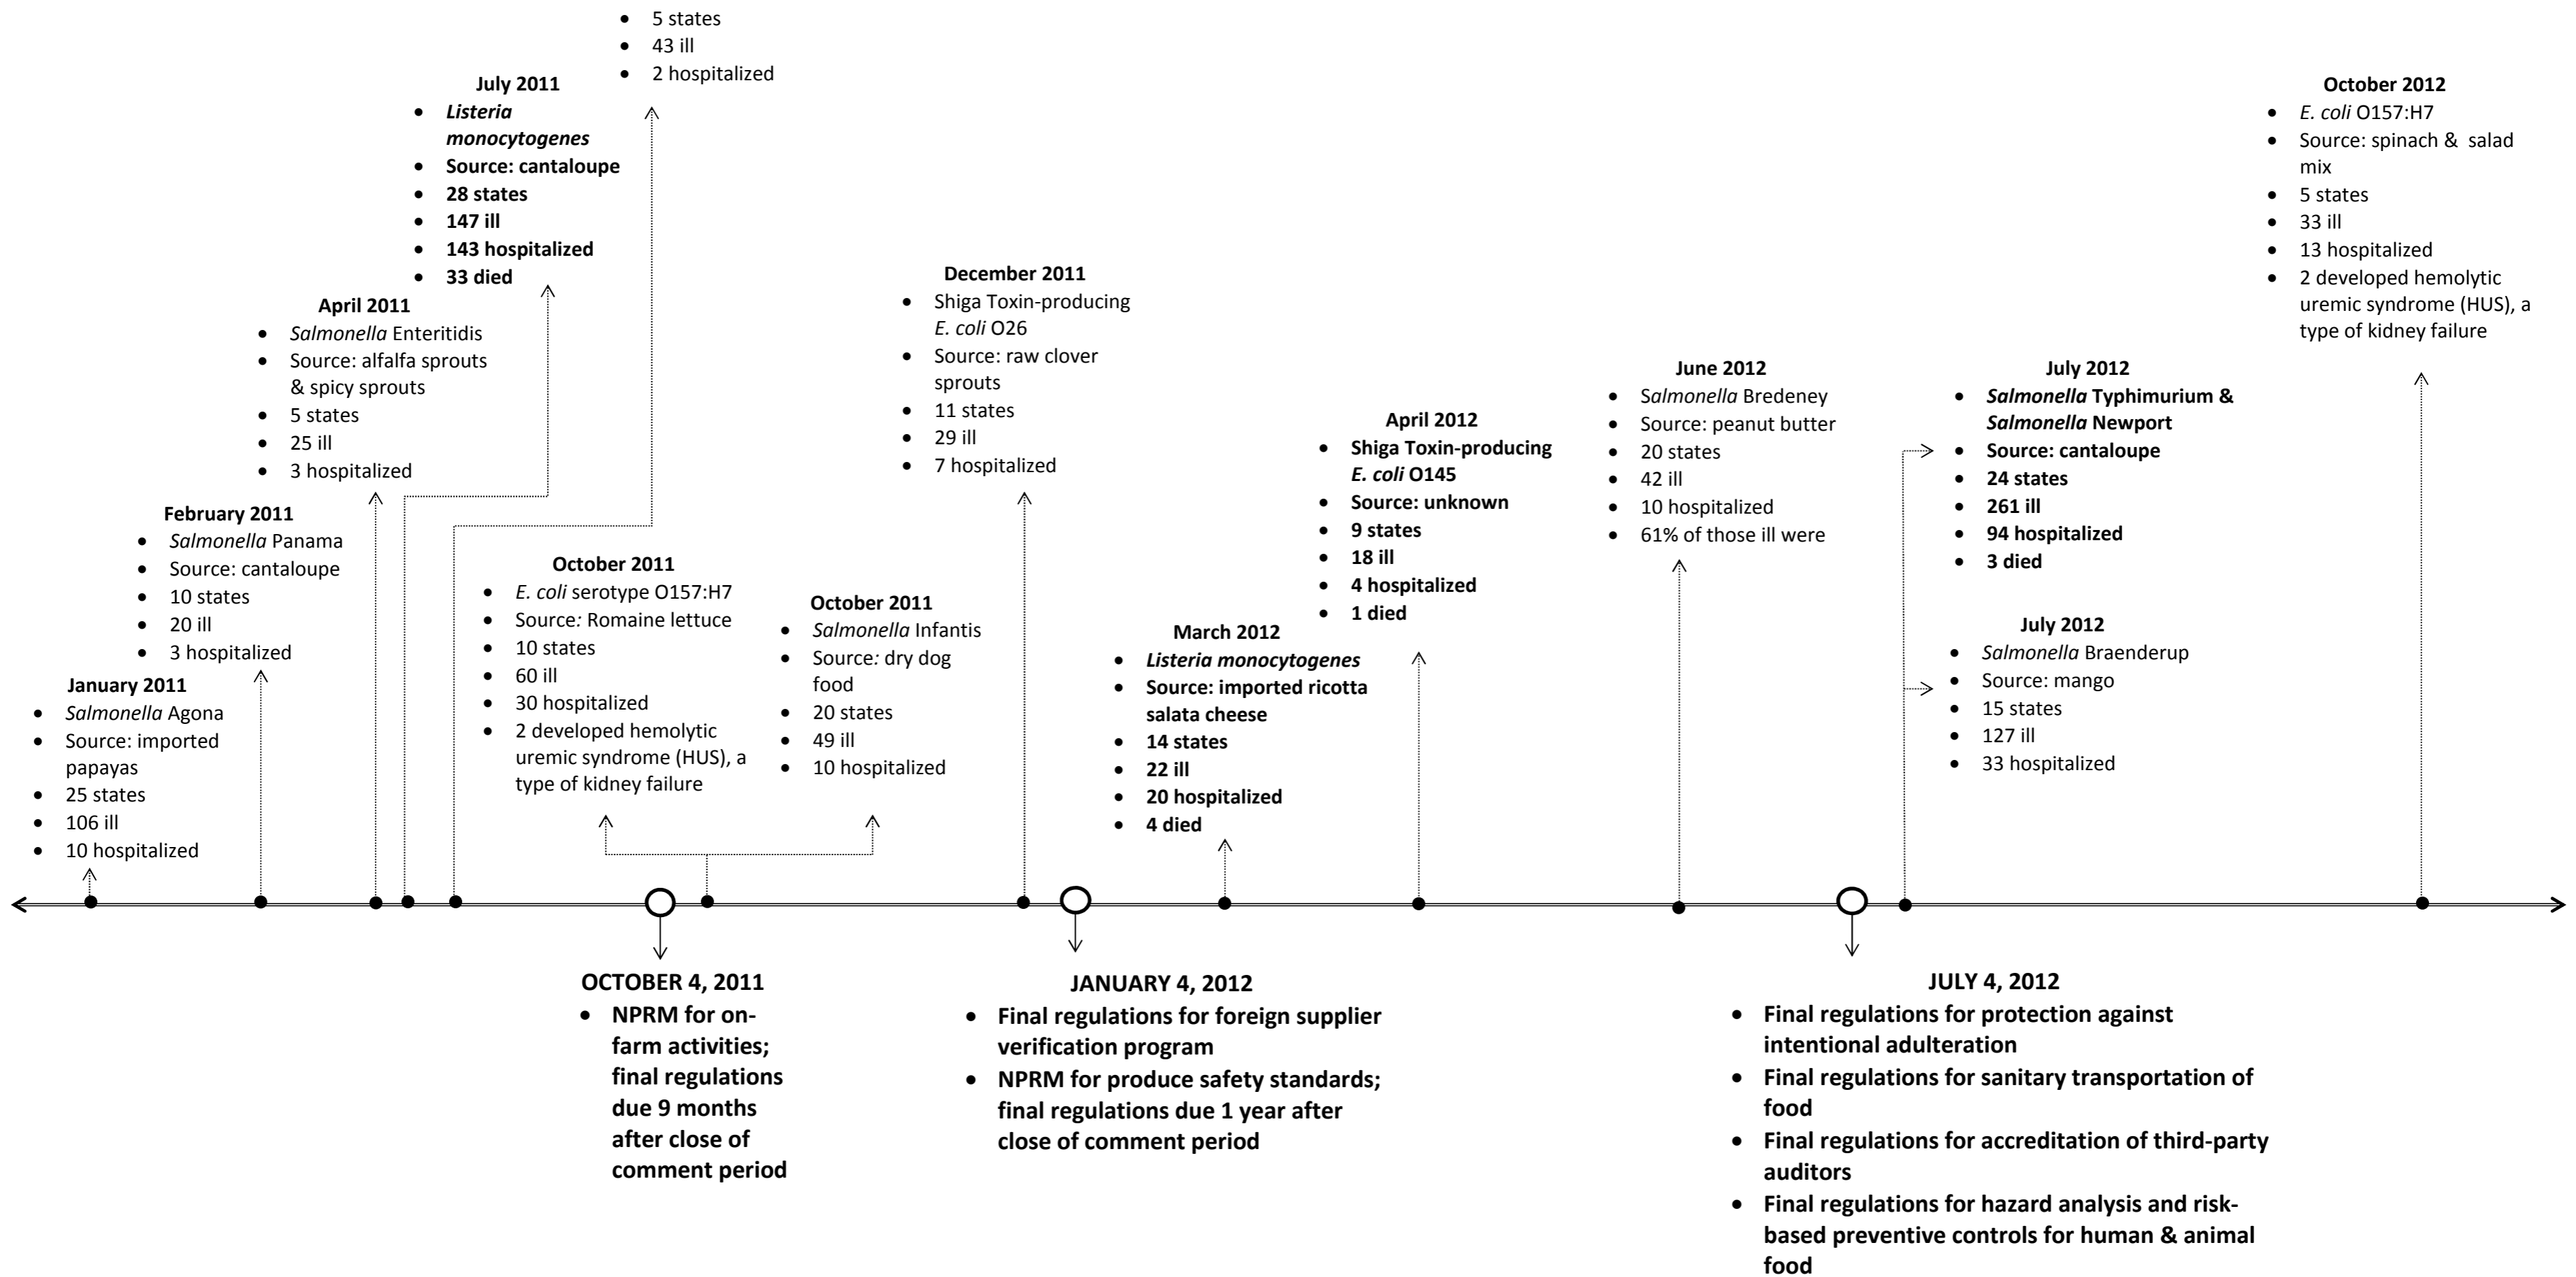 • 5 states
• 43 ill
• 2 hospitalized
July 2011
• Listeria
monocytogenes
• Source: cantaloupe
• 28 states
• 147 ill
• 143 hospitalized
• 33 died
October 2012
• E. coli O157:H7
• Source: spinach & salad
mix
• 5 states
• 33 ill
• 13 hospitalized
• 2 developed hemolytic
uremic syndrome (HUS), a
type of kidney failure
April 2011
• Salmonella Enteritidis
• Source: alfalfa sprouts
& spicy sprouts
• 5 states
• 25 ill
• 3 hospitalized
December 2011
• Shiga Toxin-producing
E. coli O26
• Source: raw clover
sprouts
• 11 states
• 29 ill
• 7 hospitalized
June 2012
• Salmonella Bredeney
• Source: peanut butter
• 20 states
• 42 ill
• 10 hospitalized
• 61% of those ill were
July 2012
• Salmonella Typhimurium &
Salmonella Newport
• Source: cantaloupe
• 24 states
• 261 ill
• 94 hospitalized
• 3 died
April 2012
• Shiga Toxin-producing
E. coli O145
• Source: unknown
• 9 states
• 18 ill
• 4 hospitalized
• 1 died
February 2011
• Salmonella Panama
• Source: cantaloupe
• 10 states
• 20 ill
• 3 hospitalized
October 2011
• E. coli serotype O157:H7
• Source: Romaine lettuce
• 10 states
• 60 ill
• 30 hospitalized
• 2 developed hemolytic
uremic syndrome (HUS), a
type of kidney failure
October 2011
• Salmonella Infantis
• Source: dry dog
food
• 20 states
• 49 ill
• 10 hospitalized
March 2012
• Listeria monocytogenes
• Source: imported ricotta
salata cheese
• 14 states
• 22 ill
• 20 hospitalized
• 4 died
July 2012
• Salmonella Braenderup
• Source: mango
• 15 states
• 127 ill
• 33 hospitalized
January 2011
• Salmonella Agona
• Source: imported
papayas
• 25 states
• 106 ill
• 10 hospitalized
OCTOBER 4, 2011
• NPRM for on-
farm activities;
final regulations
due 9 months
after close of
comment period
JANUARY 4, 2012
• Final regulations for foreign supplier
verification program
• NPRM for produce safety standards;
final regulations due 1 year after
close of comment period
JULY 4, 2012
• Final regulations for protection against
intentional adulteration
• Final regulations for sanitary transportation of
food
• Final regulations for accreditation of third-party
auditors
• Final regulations for hazard analysis and risk-
based preventive controls for human & animal
food